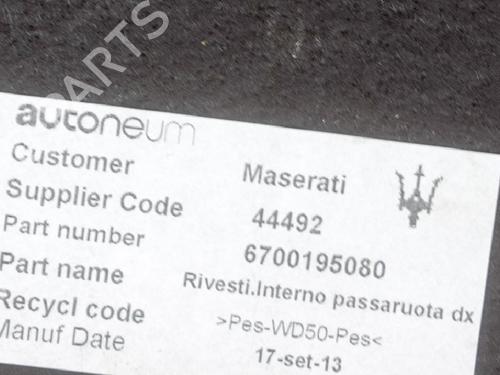 PARTS
autoneum
Customer Maserati
Supplier Code 44492
Part number 6700195080
Part name Rivesti.Interno passaruota dx
Recycl code >Pes-WD50-Pes<
Manuf Date 17-set-13